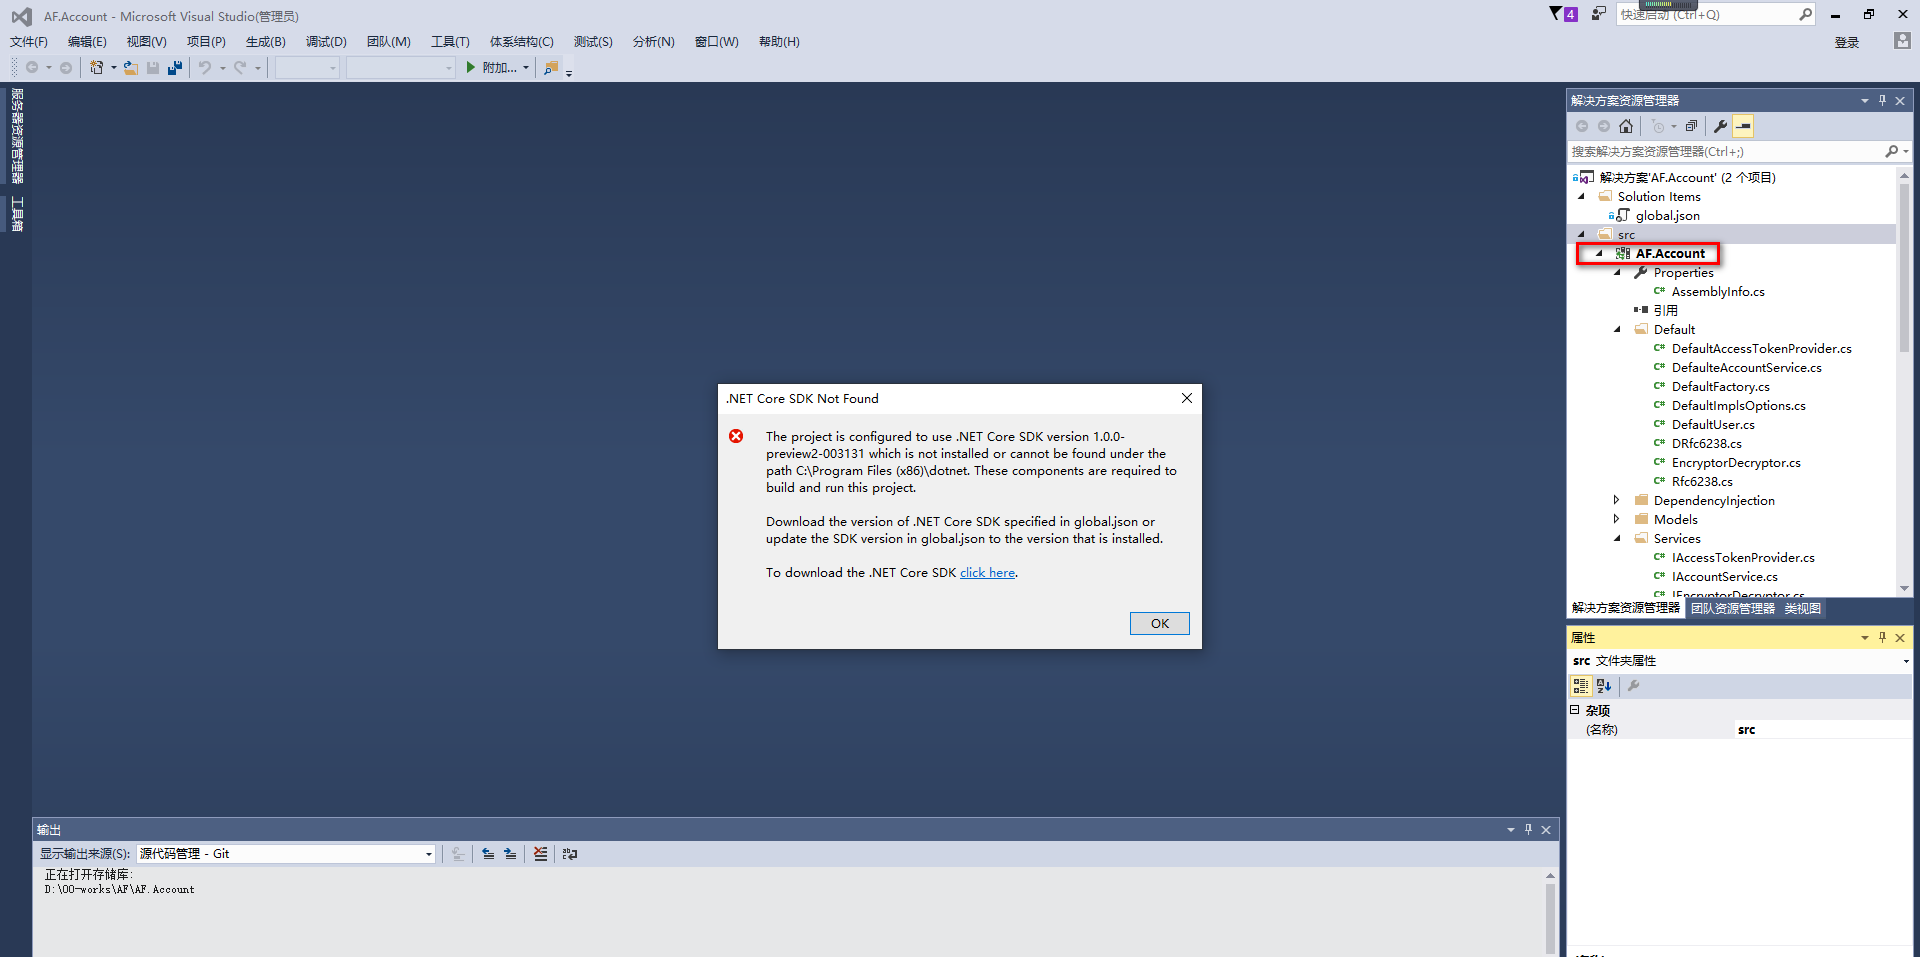 AF.Account - Microsoft Visual Studio(管理员)
4
快速启动 (Ctrl+Q)
文件(F) 编辑(E) 视图(V) 项目(P) 生成(B) 调试(D) 团队(M) 工具(T) 体系结构(C) 测试(S) 分析(N) 窗口(W) 帮助(H)
登录
附加...
服务器资源管理器
工具箱
解决方案资源管理器
搜索解决方案资源管理器(Ctrl+;)
解决方案'AF.Account' (2 个项目)
Solution Items
global.json
src
AF.Account
Properties
C# AssemblyInfo.cs
引用
Default
C# DefaultAccessTokenProvider.cs
C# DefaulteAccountService.cs
C# DefaultFactory.cs
C# DefaultImplsOptions.cs
C# DefaultUser.cs
C# DRfc6238.cs
C# EncryptorDecryptor.cs
C# Rfc6238.cs
DependencyInjection
Models
Services
C# IAccessTokenProvider.cs
C# IAccountService.cs
C# IEncryptorDecryptor.cs
解决方案资源管理器 团队资源管理器 类视图
.NET Core SDK Not Found
The project is configured to use .NET Core SDK version 1.0.0-
preview2-003131 which is not installed or cannot be found under the
path C:\Program Files (x86)\dotnet. These components are required to
build and run this project.
Download the version of .NET Core SDK specified in global.json or
update the SDK version in global.json to the version that is installed.
To download the .NET Core SDK click here.
OK
属性
src 文件夹属性
杂项
(名称) src
输出
显示输出来源(S): 源代码管理 - Git
正在打开存储库:
D:\00-works\AF\AF.Account